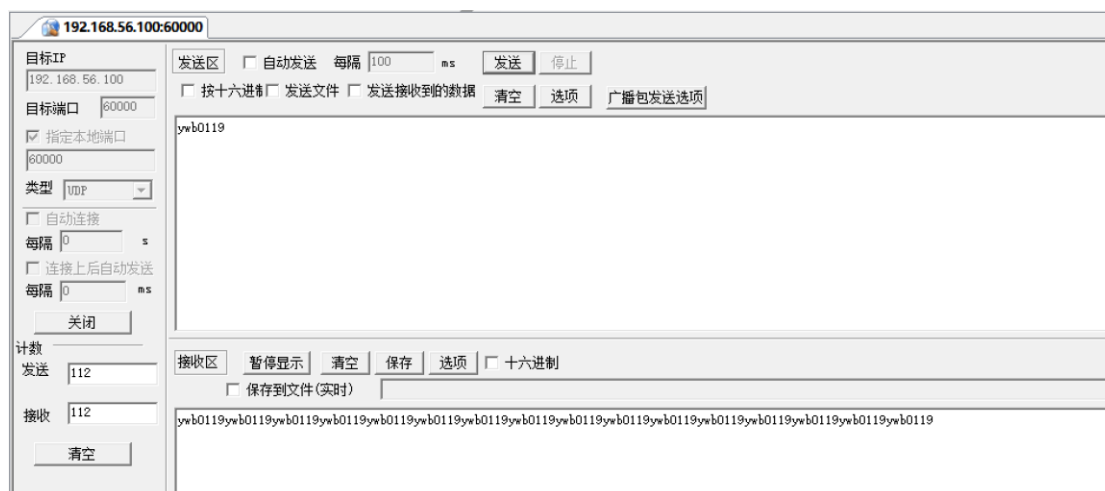 192.168.56.100:60000
目标IP
192.168.56.100
目标端口 60000
指定本地端口
60000
类型 UDP
自动连接
每隔 0 s
连接上后自动发送
每隔 0 ms
关闭
计数
发送 112
接收 112
清空
发送区 自动发送 每隔 100 ms 发送 停止
按十六进制 发送文件 发送接收到的数据 清空 选项 广播包发送选项
ywb0119
接收区 暂停显示 清空 保存 选项 十六进制
保存到文件(实时)
ywb0119ywb0119ywb0119ywb0119ywb0119ywb0119ywb0119ywb0119ywb0119ywb0119ywb0119ywb0119ywb0119ywb0119ywb0119ywb0119